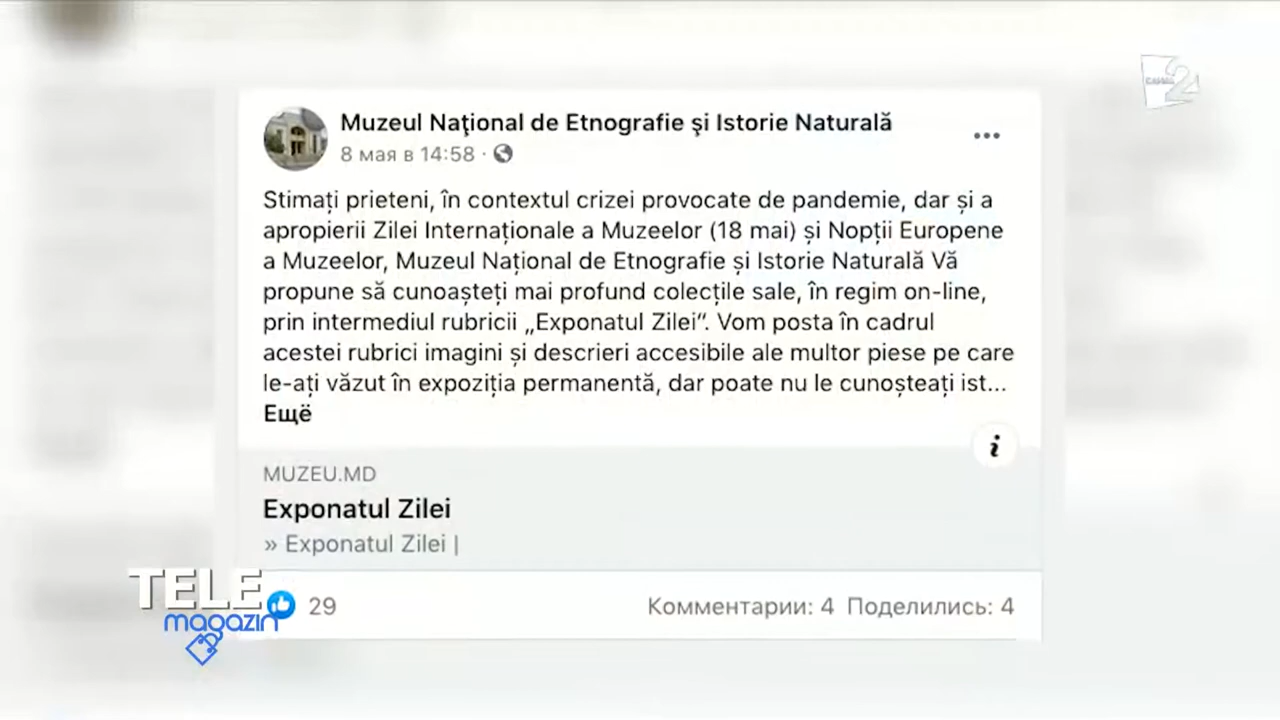 CANAL 2
Muzeul Naţional de Etnografie şi Istorie Naturală
8 мая в 14:58 ·
Stimați prieteni, în contextul crizei provocate de pandemie, dar și a
apropierii Zilei Internaționale a Muzeelor (18 mai) și Nopții Europene
a Muzeelor, Muzeul Național de Etnografie și Istorie Naturală Vă
propune să cunoașteți mai profund colecțile sale, în regim on-line,
prin intermediul rubricii „Exponatul Zilei“. Vom posta în cadrul
acestei rubrici imagini și descrieri accesibile ale multor piese pe care
le-ați văzut în expoziția permanentă, dar poate nu le cunoșteați ist...
Ещё
MUZEU.MD
Exponatul Zilei
» Exponatul Zilei |
29
Комментарии: 4 Поделились: 4
TELE
magazin